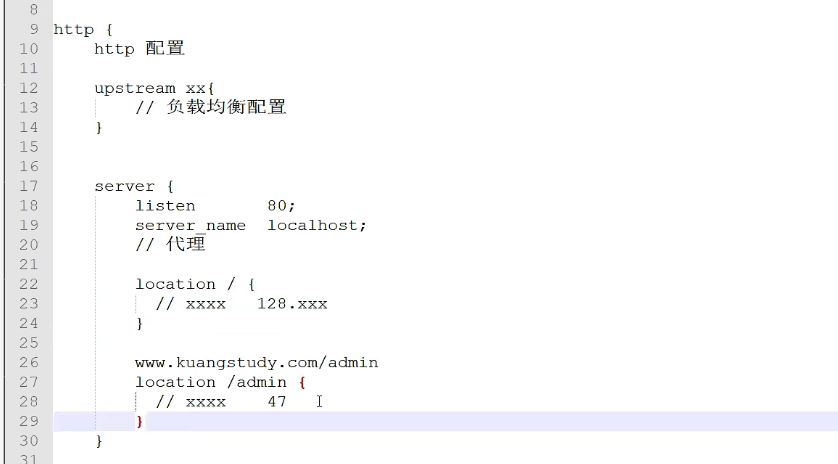 8
9 http {
10     http 配置
11
12     upstream xx{
13         // 负载均衡配置
14     }
15
16
17     server {
18         listen       80;
19         server_name  localhost;
20         // 代理
21
22         location / {
23           // xxxx   128.xxx
24         }
25
26         www.kuangstudy.com/admin
27         location /admin {
28           // xxxx    47
29         }
30     }
31